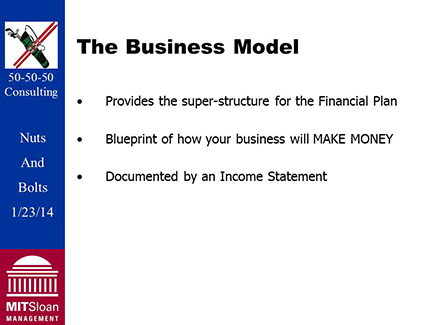 The Business Model
• Provides the super-structure for the Financial Plan
• Blueprint of how your business will MAKE MONEY
• Documented by an Income Statement
50-50-50
Consulting
Nuts
And
Bolts
1/23/14
MITSloan
MANAGEMENT